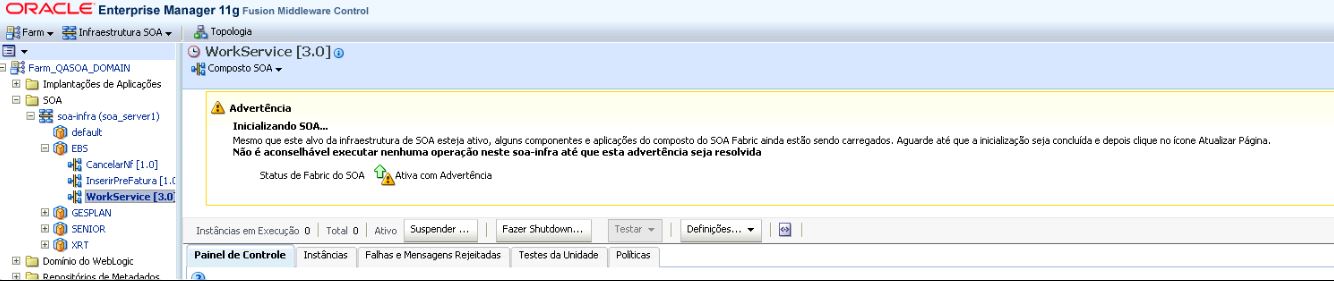 ORACLE Enterprise Manager 11g Fusion Middleware Control
Farm Infraestrutura SOA Topologia
Farm_QASOA_DOMAIN
Implantações de Aplicações
SOA
soa-infra (soa_server1)
default
EBS
CancelarNf [1.0]
InserirPreFatura [1.0
WorkService [3.0]
GESPLAN
SENIOR
XRT
Domínio do WebLogic
Repositórios de Metadados
WorkService [3.0]
Composto SOA
Advertência
Inicializando SOA...
Mesmo que este alvo da infraestrutura de SOA esteja ativo, alguns componentes e aplicações do composto do SOA Fabric ainda estão sendo carregados. Aguarde até que a inicialização seja concluída e depois clique no ícone Atualizar Página.
Não é aconselhável executar nenhuma operação neste soa-infra até que esta advertência seja resolvida
Status de Fabric do SOA Ativa com Advertência
Instâncias em Execução 0 Total 0 Ativo Suspender ... Fazer Shutdown... Testar Definições...
Painel de Controle Instâncias Falhas e Mensagens Rejeitadas Testes da Unidade Políticas